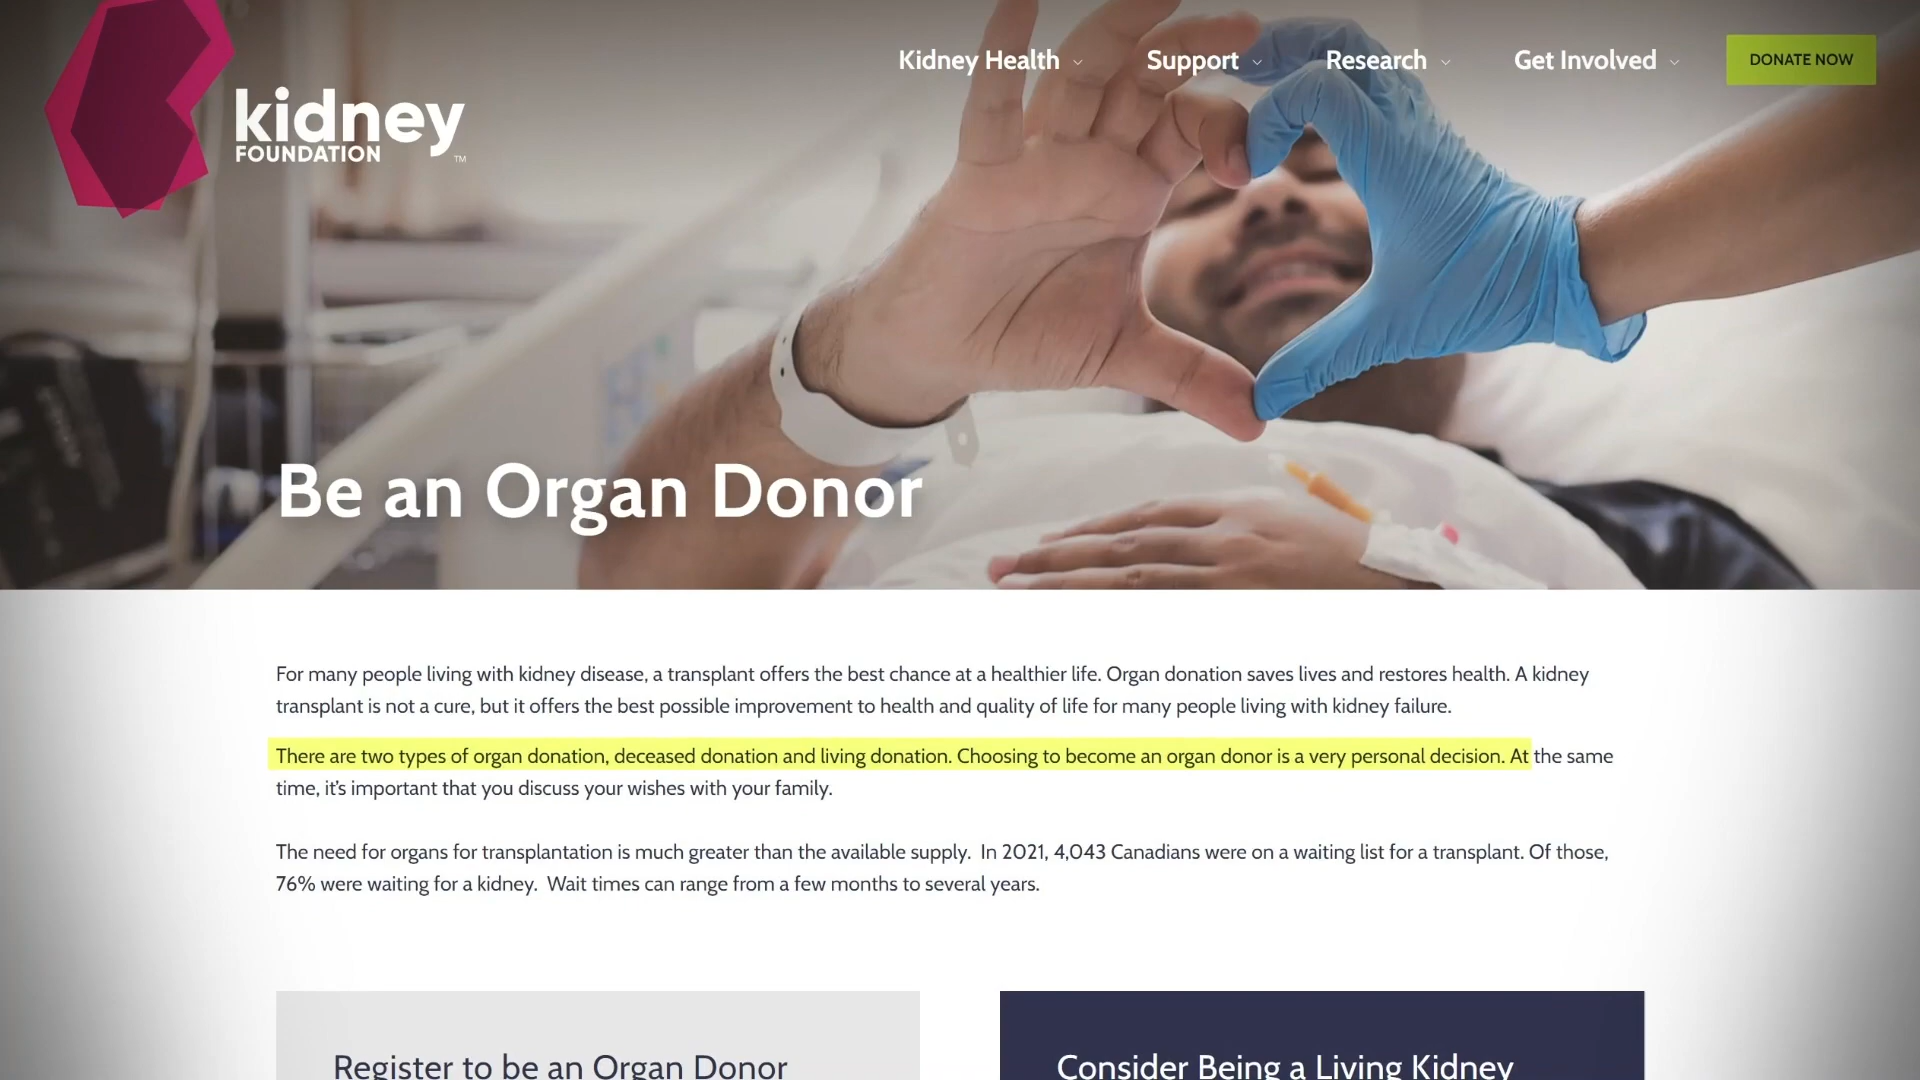 Kidney Health
Support
Research
Get Involved
DONATE NOW
kidney
FOUNDATION
TM
Be an Organ Donor
For many people living with kidney disease, a transplant offers the best chance at a healthier life. Organ donation saves lives and restores health. A kidney
transplant is not a cure, but it offers the best possible improvement to health and quality of life for many people living with kidney failure.
There are two types of organ donation, deceased donation and living donation. Choosing to become an organ donor is a very personal decision. At the same
time, it's important that you discuss your wishes with your family.
The need for organs for transplantation is much greater than the available supply. In 2021, 4,043 Canadians were on a waiting list for a transplant. Of those,
76% were waiting for a kidney. Wait times can range from a few months to several years.
Register to be an Organ Donor
Consider Being a Living Kidney